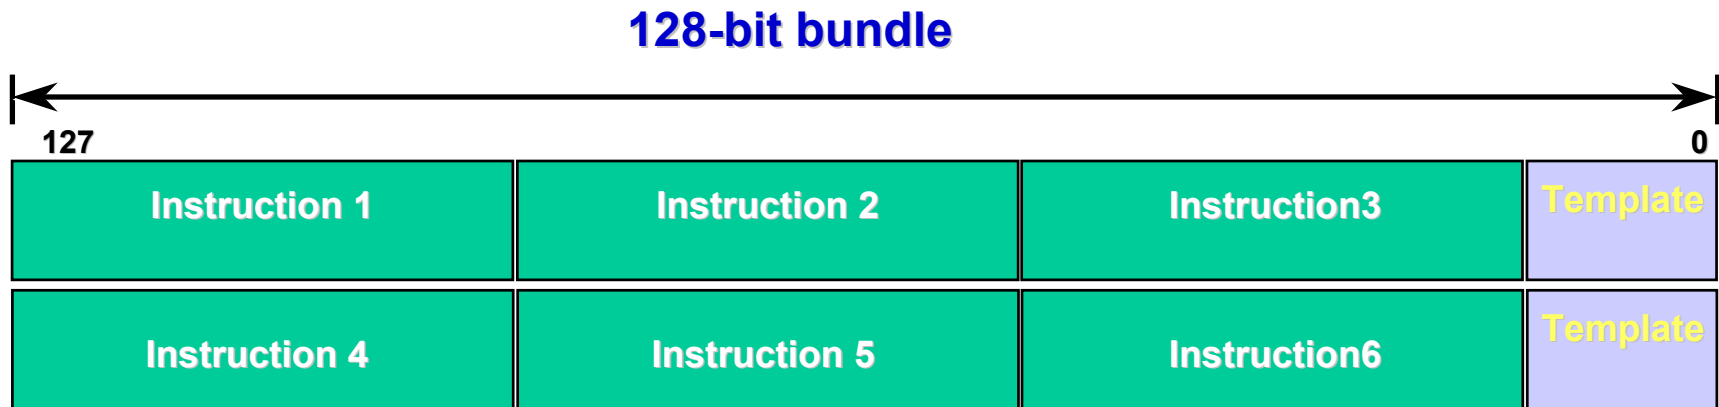 128-bit bundle
127 0
Instruction 1 Instruction 2 Instruction3 Template
Instruction 4 Instruction 5 Instruction6 Template